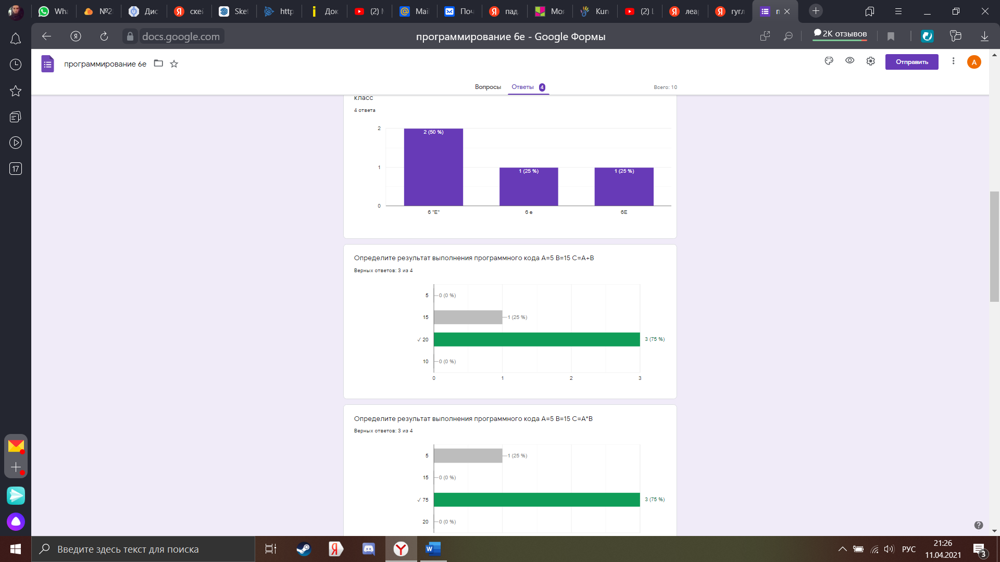 Wha
№2
Дис
ске
Sket
http
Док
(2) М
Mail
Поч
пад
Моя
Kun
(2) L
леа
гугл
п
docs.google.com
программирование 6е - Google Формы
2K отзывов
17
программирование 6е
Отправить
А
Вопросы
Ответы 4
Всего: 10
класс
4 ответа
2
1
0
2 (50 %)
1 (25 %)
1 (25 %)
6 "Е"
6 е
6Е
Определите результат выполнения программного кода A=5 B=15 C=A+B
Верных ответов: 3 из 4
5 0 (0 %)
15 1 (25 %)
✓ 20 3 (75 %)
10 0 (0 %)
0 1 2 3
Определите результат выполнения программного кода A=5 B=15 C=A*B
Верных ответов: 3 из 4
5 1 (25 %)
15 0 (0 %)
✓ 75 3 (75 %)
20 0 (0 %)
Введите здесь текст для поиска
РУС
21:26
11.04.2021
3